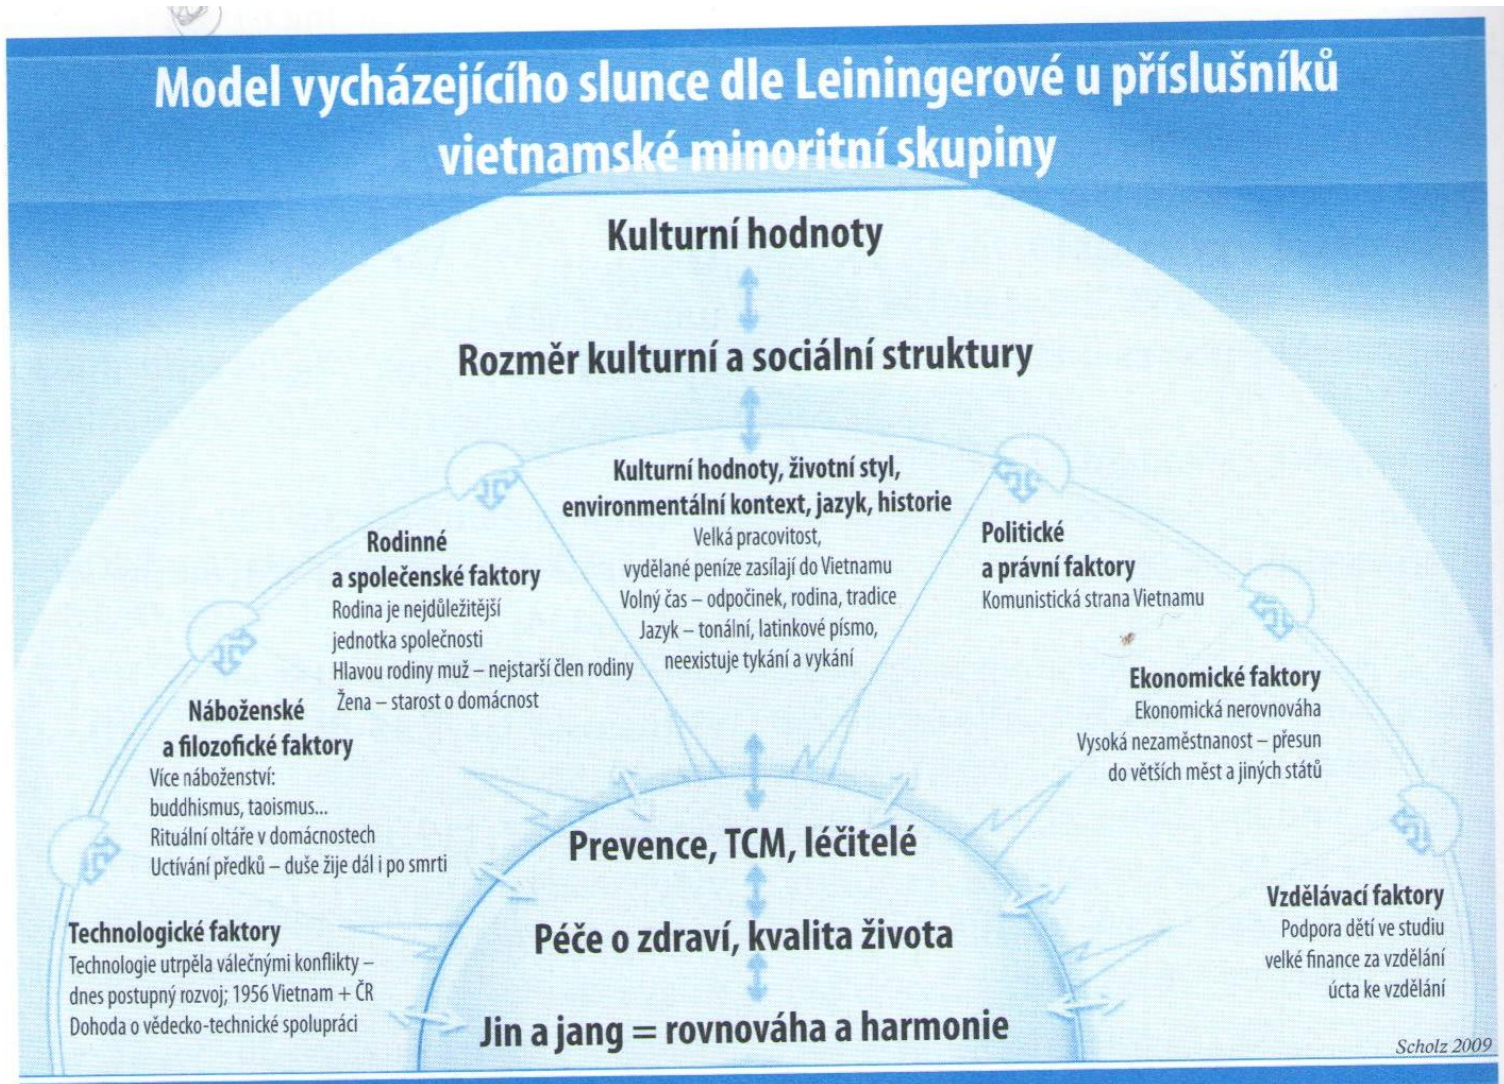 Model vycházejícího slunce dle Leiningerové u příslušníků
vietnamské minoritní skupiny
Kulturní hodnoty
Rozměr kulturní a sociální struktury
Kulturní hodnoty, životní styl,
environmentální kontext, jazyk, historie
Velká pracovitost,
vydělané peníze zasílají do Vietnamu
Volný čas – odpočinek, rodina, tradice
Jazyk – tonální, latinkové písmo,
neexistuje tykání a vykání
Rodinné
a společenské faktory
Rodina je nejdůležitější
jednotka společnosti
Hlavou rodiny muž – nejstarší člen rodiny
Žena – starost o domácnost
Politické
a právní faktory
Komunistická strana Vietnamu
Náboženské
a filozofické faktory
Více náboženství:
buddhismus, taoismus...
Rituální oltáře v domácnostech
Uctívání předků – duše žije dál i po smrti
Ekonomické faktory
Ekonomická nerovnováha
Vysoká nezaměstnanost – přesun
do větších měst a jiných států
Technologické faktory
Technologie utrpěla válečnými konflikty –
dnes postupný rozvoj; 1956 Vietnam + ČR
Dohoda o vědecko-technické spolupráci
Vzdělávací faktory
Podpora dětí ve studiu
velké finance za vzdělání
úcta ke vzdělání
Prevence, TCM, léčitelé
Péče o zdraví, kvalita života
Jin a jang = rovnováha a harmonie
Scholz 2009